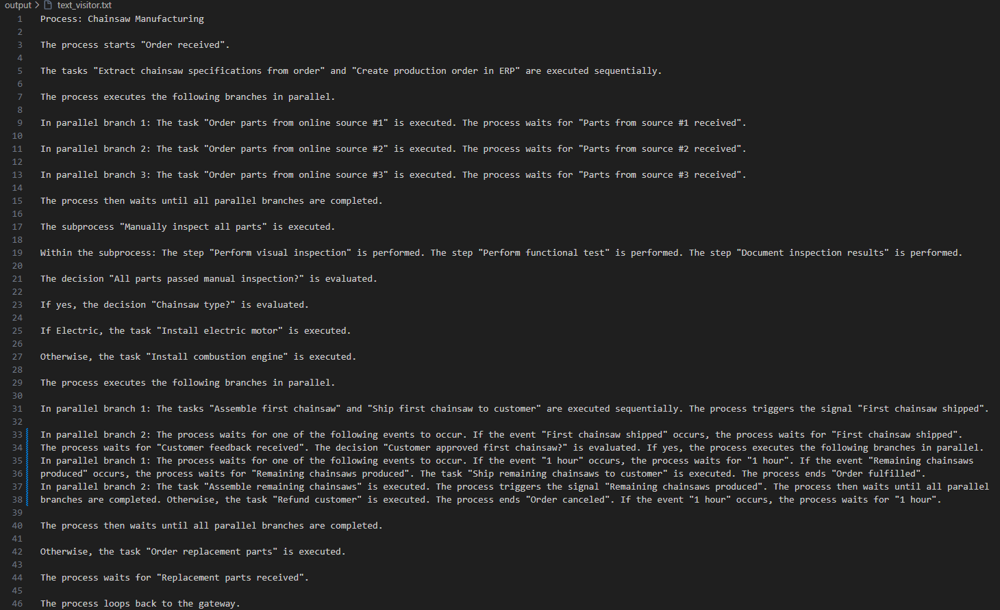 output > text_visitor.txt
1 Process: Chainsaw Manufacturing
2
3 The process starts "Order received".
4
5 The tasks "Extract chainsaw specifications from order" and "Create production order in ERP" are executed sequentially.
6
7 The process executes the following branches in parallel.
8
9 In parallel branch 1: The task "Order parts from online source #1" is executed. The process waits for "Parts from source #1 received".
10
11 In parallel branch 2: The task "Order parts from online source #2" is executed. The process waits for "Parts from source #2 received".
12
13 In parallel branch 3: The task "Order parts from online source #3" is executed. The process waits for "Parts from source #3 received".
14
15 The process then waits until all parallel branches are completed.
16
17 The subprocess "Manually inspect all parts" is executed.
18
19 Within the subprocess: The step "Perform visual inspection" is performed. The step "Perform functional test" is performed. The step "Document inspection results" is performed.
20
21 The decision "All parts passed manual inspection?" is evaluated.
22
23 If yes, the decision "Chainsaw type?" is evaluated.
24
25 If Electric, the task "Install electric motor" is executed.
26
27 Otherwise, the task "Install combustion engine" is executed.
28
29 The process executes the following branches in parallel.
30
31 In parallel branch 1: The tasks "Assemble first chainsaw" and "Ship first chainsaw to customer" are executed sequentially. The process triggers the signal "First chainsaw shipped".
32
33 In parallel branch 2: The process waits for one of the following events to occur. If the event "First chainsaw shipped" occurs, the process waits for "First chainsaw shipped".
34 The process waits for "Customer feedback received". The decision "Customer approved first chainsaw?" is evaluated. If yes, the process executes the following branches in parallel.
35 In parallel branch 1: The process waits for one of the following events to occur. If the event "1 hour" occurs, the process waits for "1 hour". If the event "Remaining chainsaws
36 produced" occurs, the process waits for "Remaining chainsaws produced". The task "Ship remaining chainsaws to customer" is executed. The process ends "Order fulfilled".
37 In parallel branch 2: The task "Assemble remaining chainsaws" is executed. The process triggers the signal "Remaining chainsaws produced". The process then waits until all parallel
38 branches are completed. Otherwise, the task "Refund customer" is executed. The process ends "Order canceled". If the event "1 hour" occurs, the process waits for "1 hour".
39
40 The process then waits until all parallel branches are completed.
41
42 Otherwise, the task "Order replacement parts" is executed.
43
44 The process waits for "Replacement parts received".
45
46 The process loops back to the gateway.